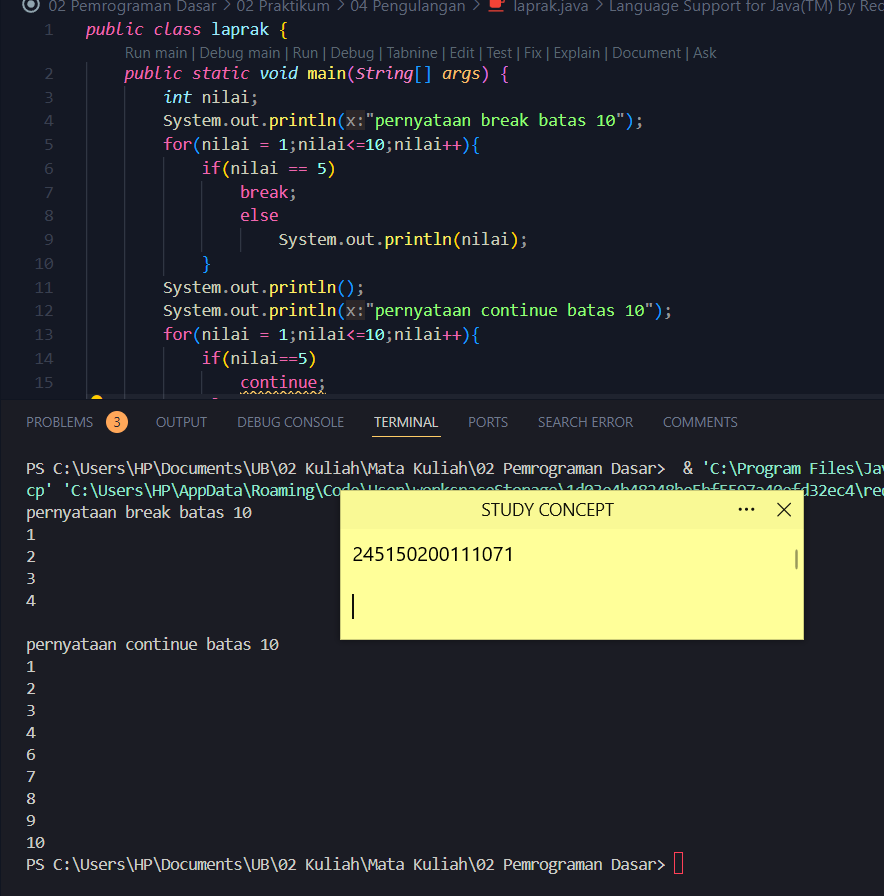 02 Pemrograman Dasar > 02 Praktikum > 04 Pengulangan > laprak.java > Language Support for Java(TM) by Red
1 public class laprak {
Run main | Debug main | Run | Debug | Tabnine | Edit | Test | Fix | Explain | Document | Ask
2 public static void main(String[] args) {
3 int nilai;
4 System.out.println(x:"pernyataan break batas 10");
5 for(nilai = 1;nilai<=10;nilai++){
6 if(nilai == 5)
7 break;
8 else
9 System.out.println(nilai);
10 }
11 System.out.println();
12 System.out.println(x:"pernyataan continue batas 10");
13 for(nilai = 1;nilai<=10;nilai++){
14 if(nilai==5)
15 continue;
PROBLEMS 3 OUTPUT DEBUG CONSOLE TERMINAL PORTS SEARCH ERROR COMMENTS
PS C:\Users\HP\Documents\UB\02 Kuliah\Mata Kuliah\02 Pemrograman Dasar> & 'C:\Program Files\Jav
cp' 'C:\Users\HP\AppData\Roaming\Code\User\workspaceStorage\
pernyataan break batas 10
1
2
3
4
pernyataan continue batas 10
1
2
3
4
6
7
8
9
10
PS C:\Users\HP\Documents\UB\02 Kuliah\Mata Kuliah\02 Pemrograman Dasar>
STUDY CONCEPT
245150200111071